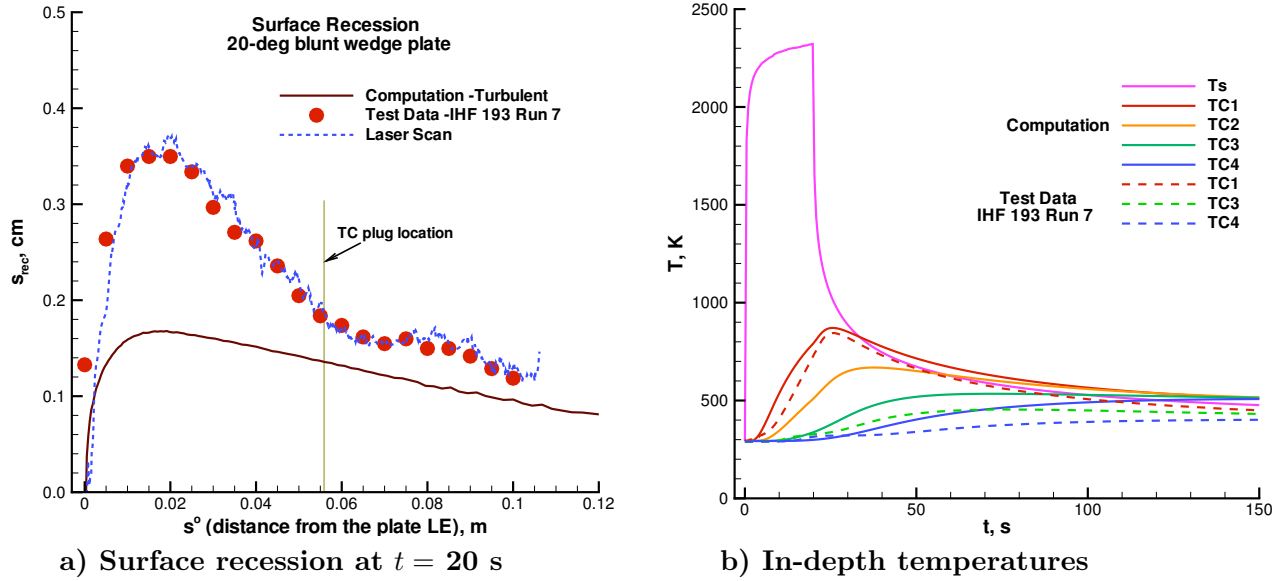 Surface Recession
20-deg blunt wedge plate
Computation -Turbulent
Test Data -IHF 193 Run 7
Laser Scan
TC plug location
s_rec, cm
0.5
0.4
0.3
0.2
0.1
0.0
0
0.02
0.04
0.06
0.08
0.1
0.12
s° (distance from the plate LE), m
a) Surface recession at t = 20 s
T, K
2500
2000
1500
1000
500
0
0
50
100
150
t, s
Computation
Test Data
IHF 193 Run 7
Ts
TC1
TC2
TC3
TC4
TC1
TC3
TC4
b) In-depth temperatures